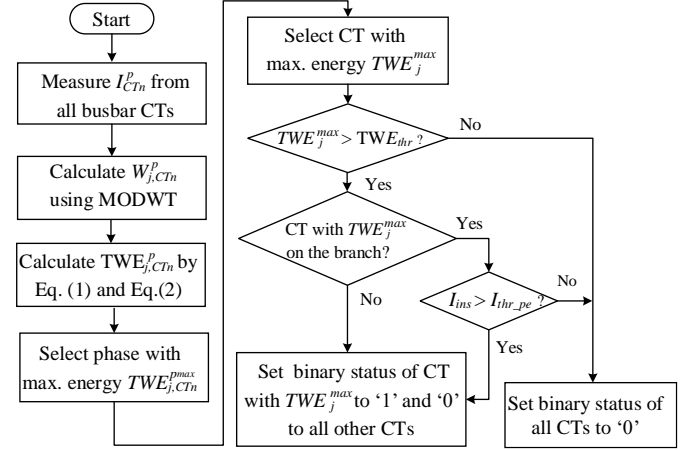 Start
Measure I^p_CTn from
all busbar CTs
Calculate W^p_j,CTn
using MODWT
Calculate TWE^p_j,CTn by
Eq. (1) and Eq.(2)
Select phase with
max. energy TWE^pmax_j,CTn
Select CT with
max. energy TWE^max_j
TWE^max_j > TWE_thr ?
No
Yes
CT with TWE^max_j
on the branch?
Yes
No
I_ins > I_thr_pe ?
No
Yes
Set binary status of CT
with TWE^max_j to ‘1’ and ‘0’
to all other CTs
Set binary status of
all CTs to ‘0’